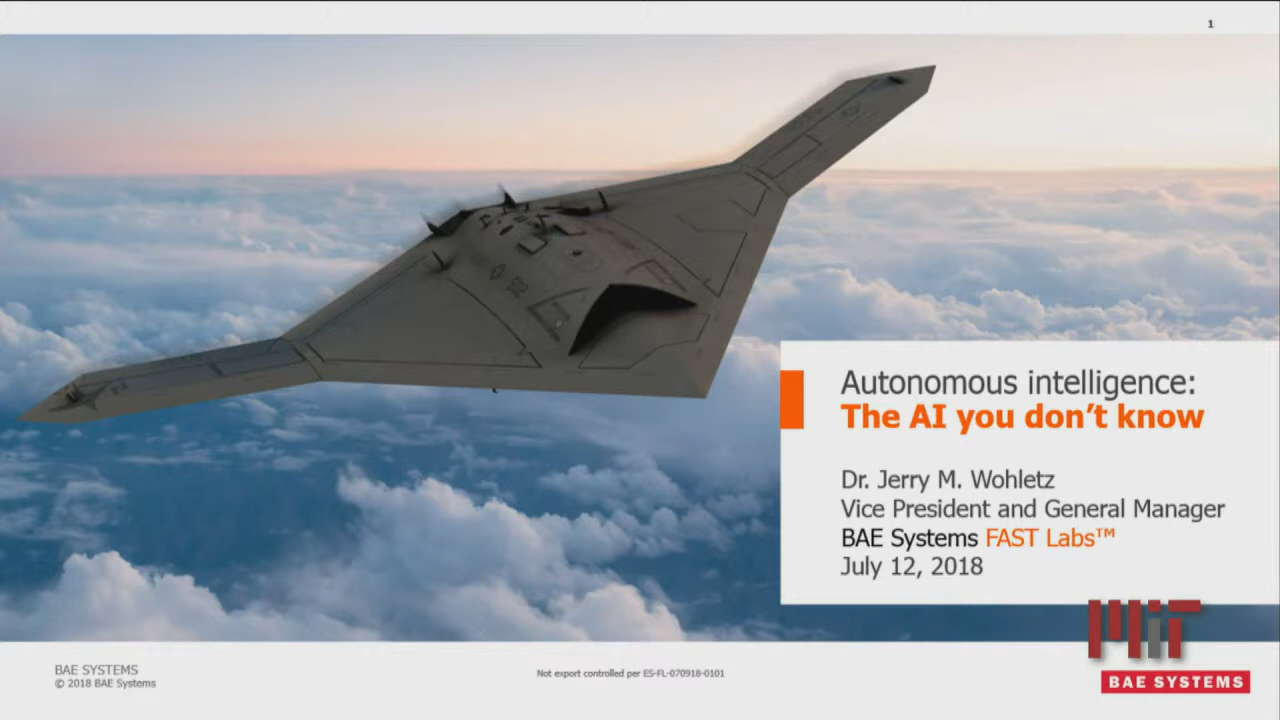 1
Autonomous intelligence:
The AI you don't know
Dr. Jerry M. Wohletz
Vice President and General Manager
BAE Systems FAST Labs™
July 12, 2018
MIT
BAE SYSTEMS
BAE SYSTEMS
© 2018 BAE Systems
Not export controlled per ES-FL-070918-0101